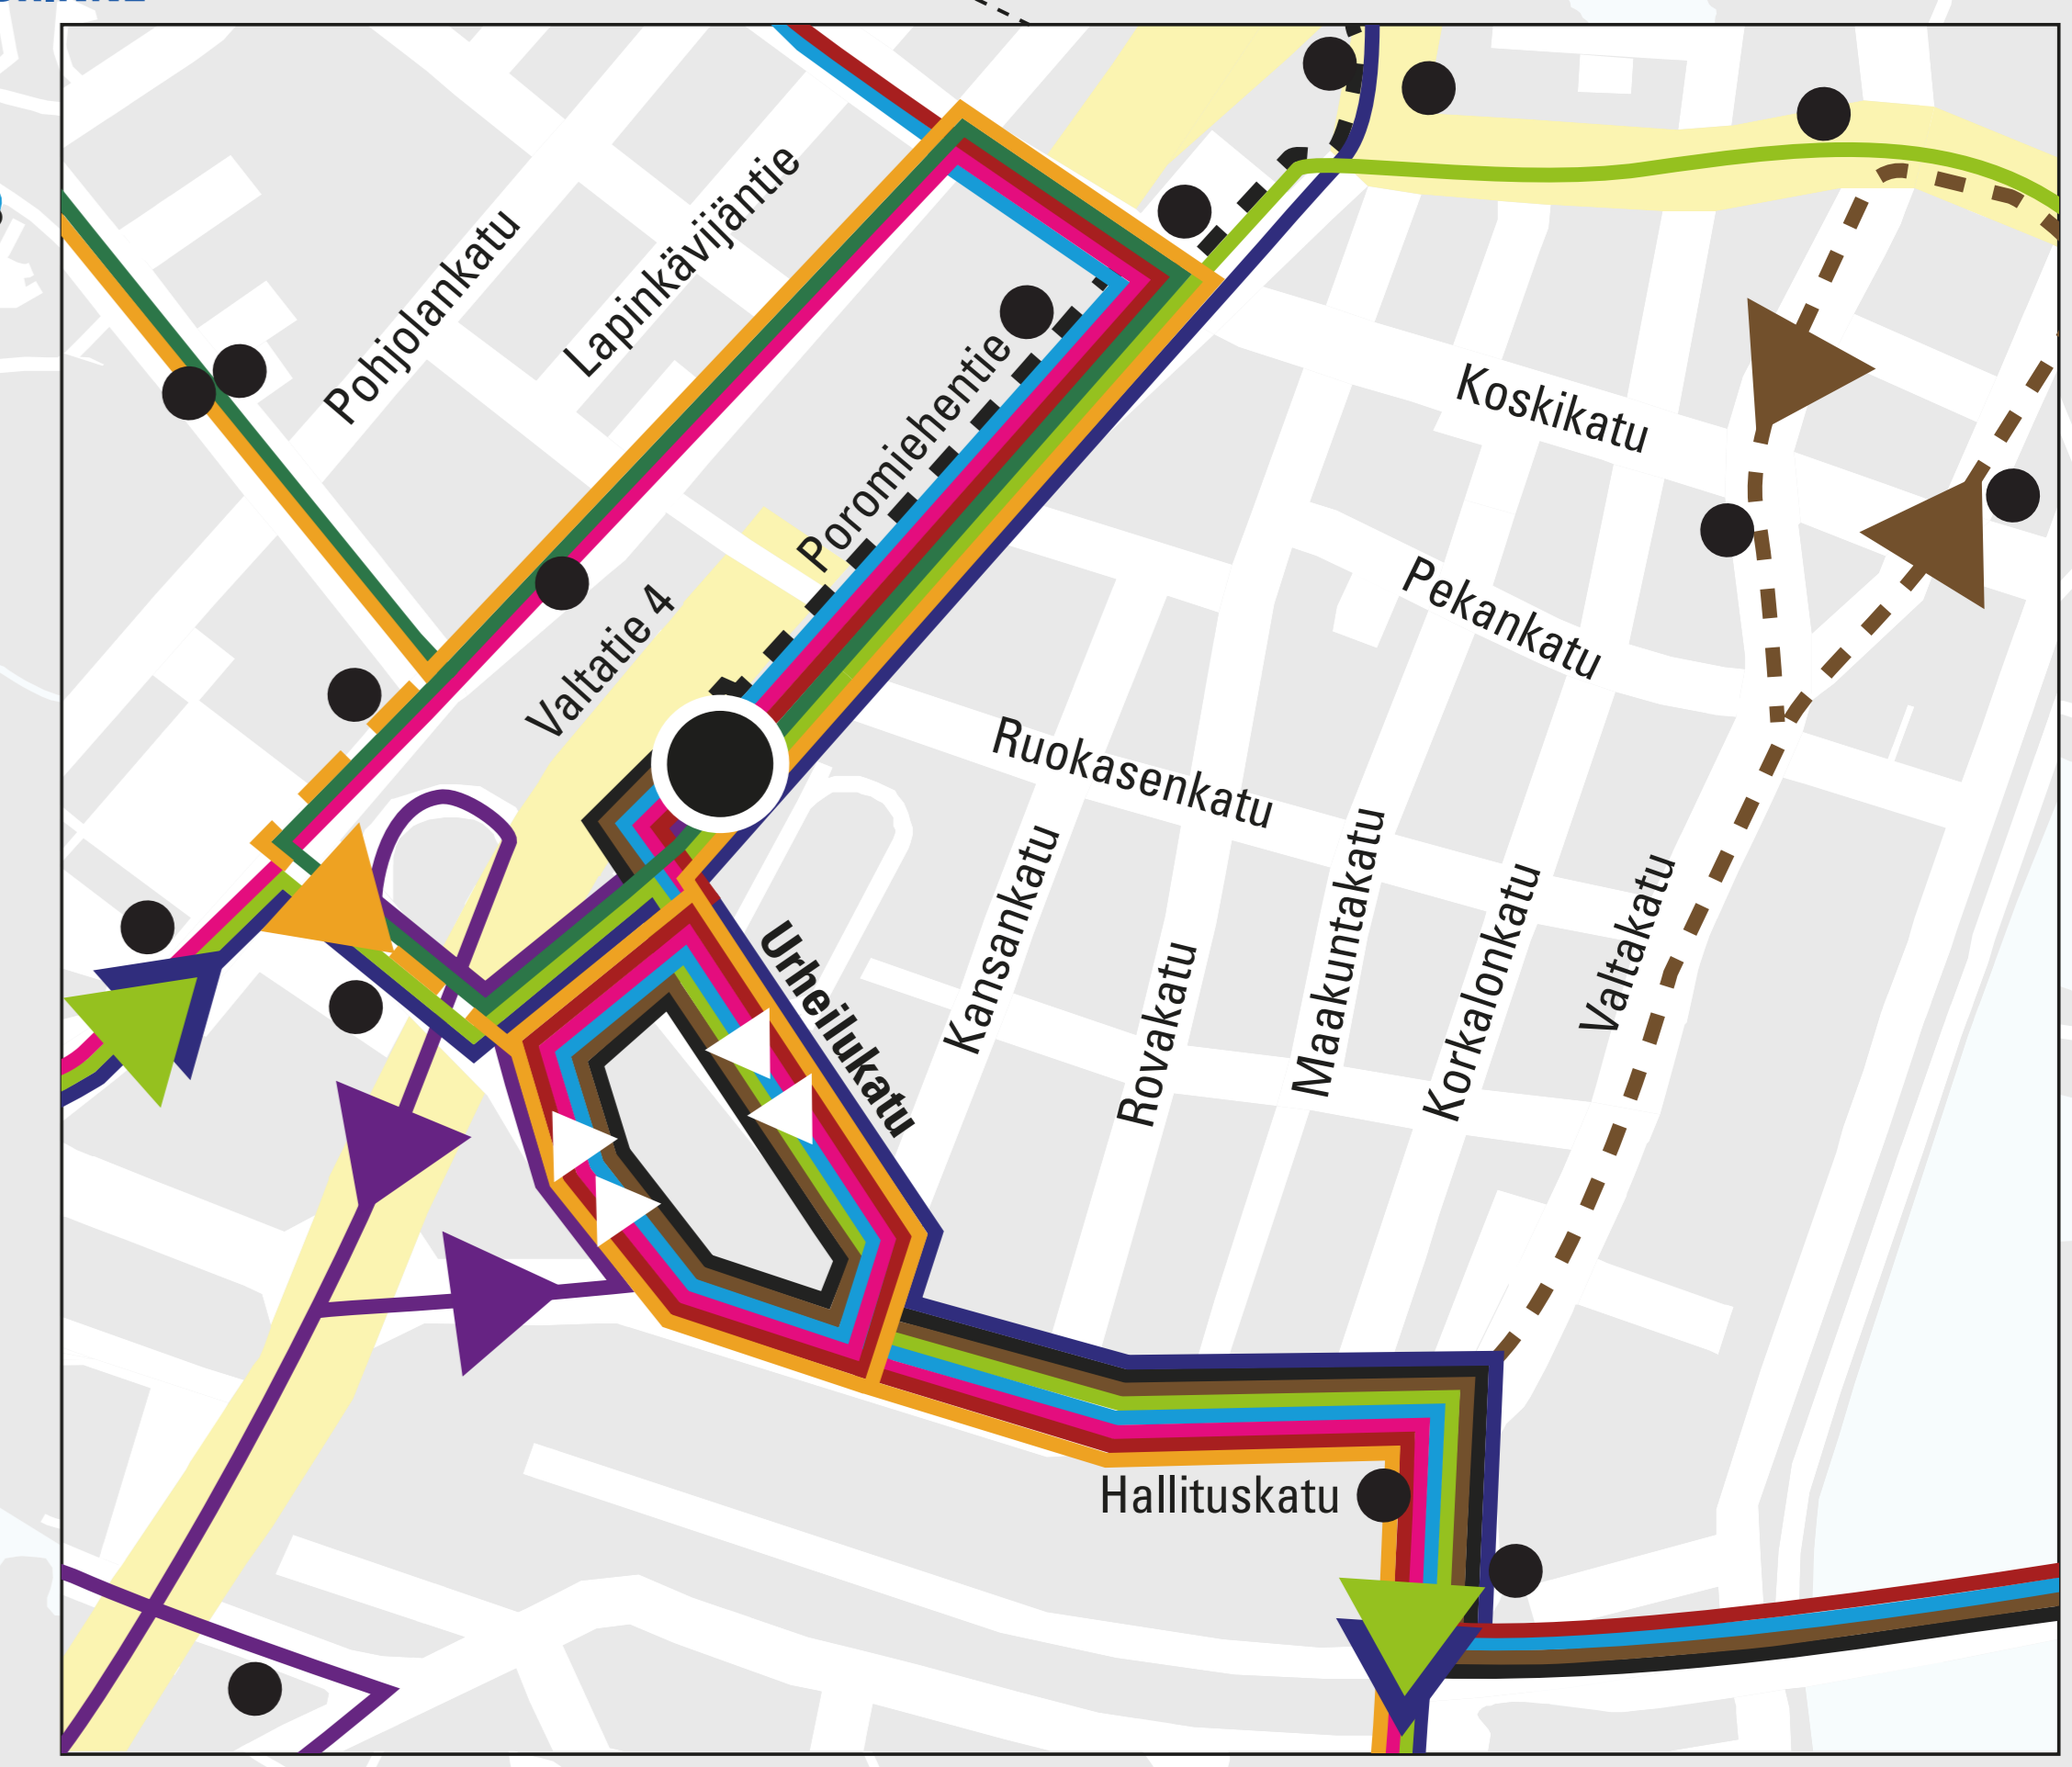 Pohjolankatu
Lapinkävijäntie
Poromiehentie
Valtatie 4
Koskikatu
Pekankatu
Ruokasenkatu
Urheilukatu
Kansankatu
Rovakatu
Maakuntakatu
Korkalonkatu
Valtakatu
Hallituskatu